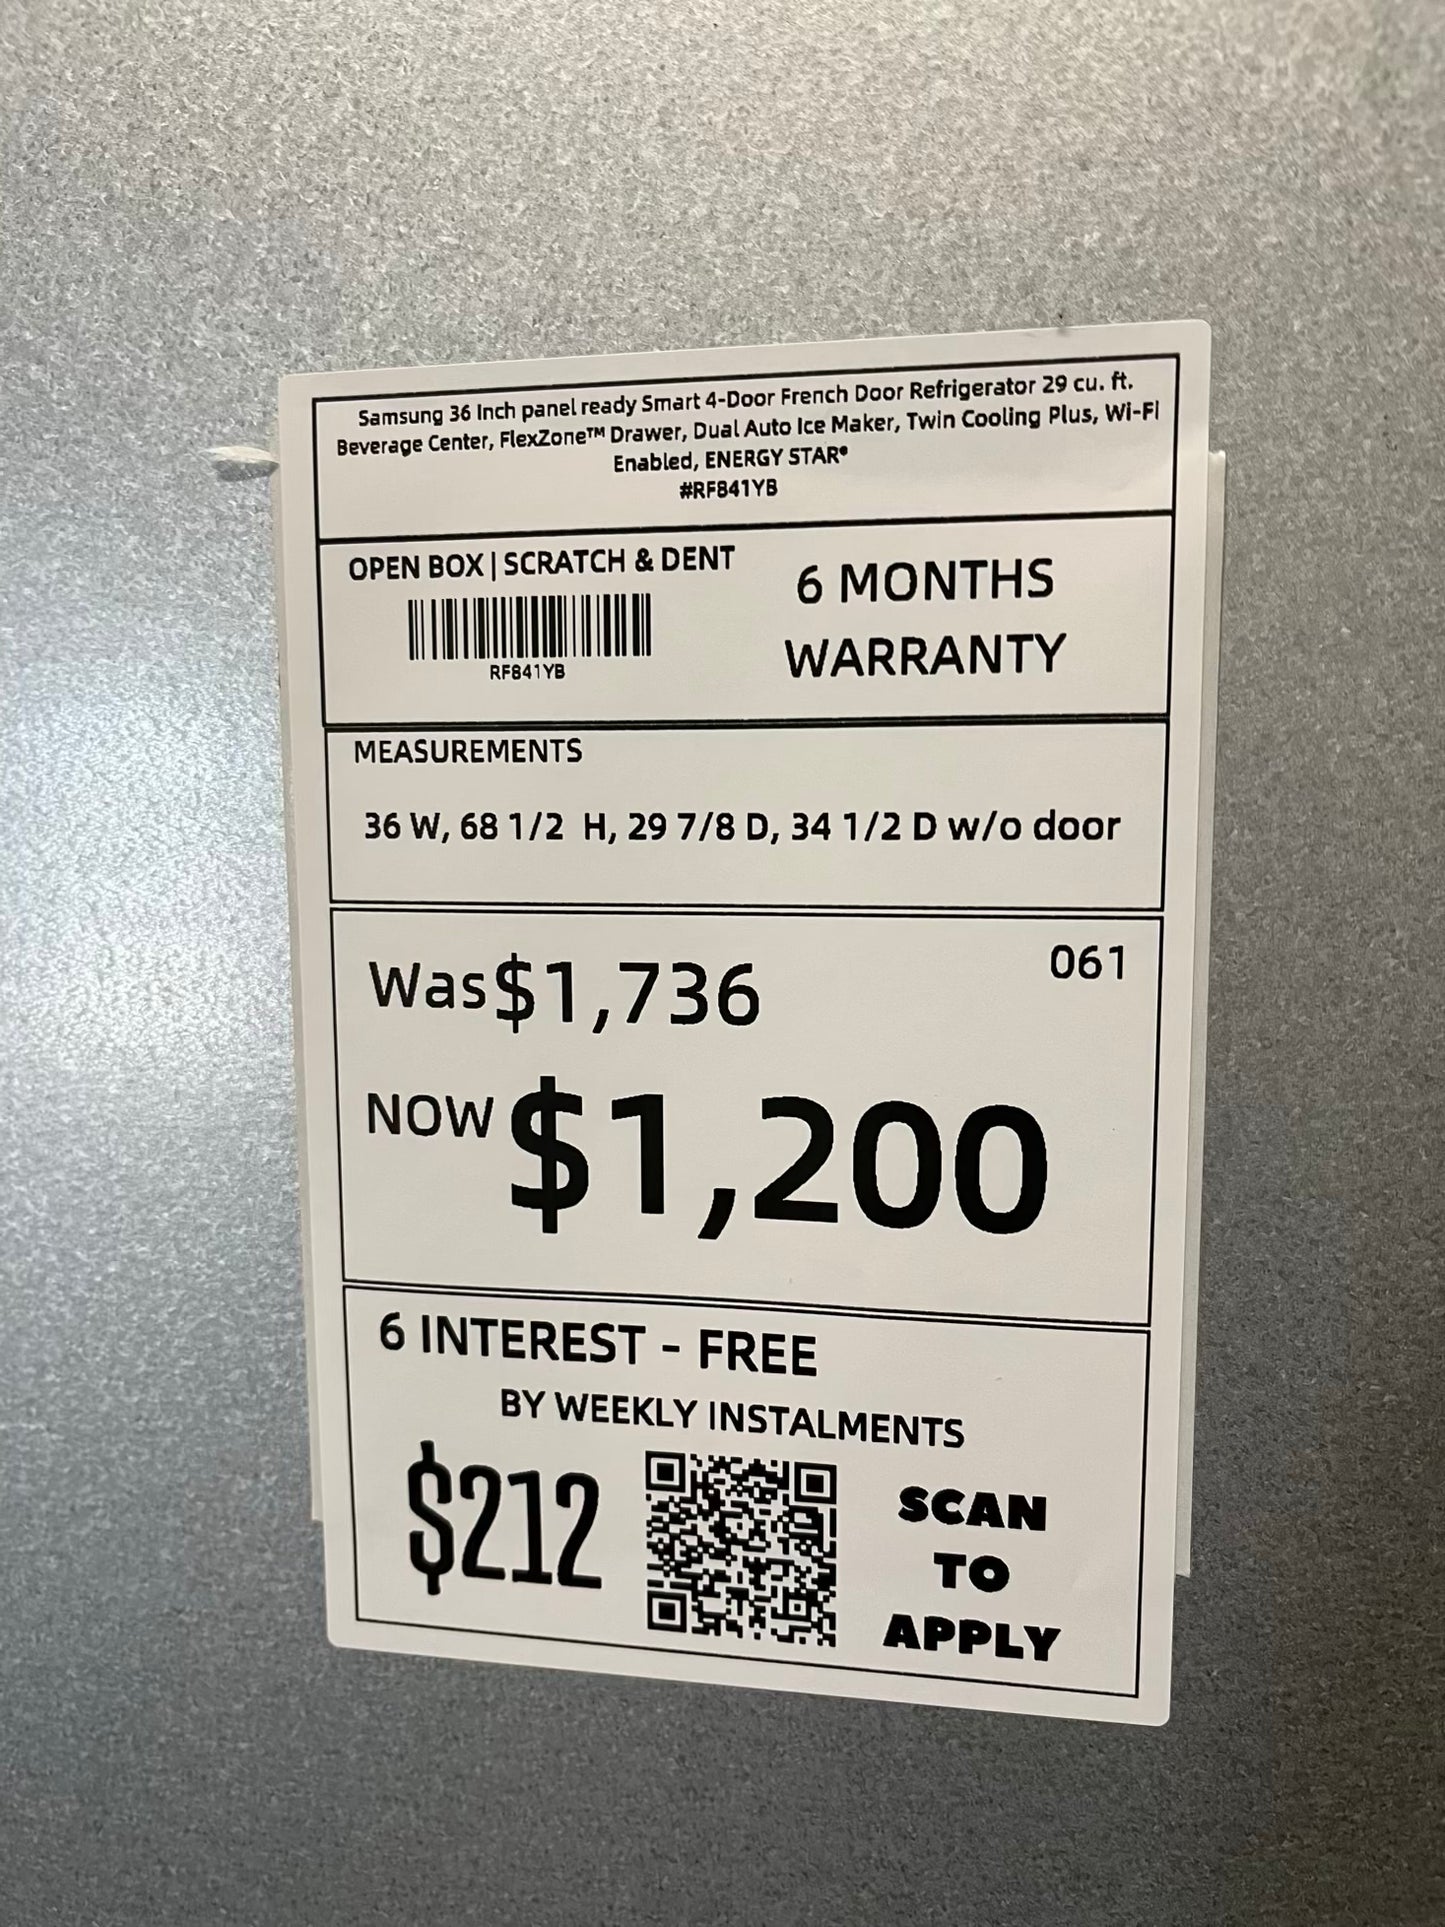 Samsung 36 Inch panel ready Smart 4-Door French Door Refrigerator 29 cu. ft.
Beverage Center, FlexZone™ Drawer, Dual Auto Ice Maker, Twin Cooling Plus, Wi-Fi
Enabled, ENERGY STAR®
#RF841YB
OPEN BOX | SCRATCH & DENT
RF841YB
6 MONTHS
WARRANTY
MEASUREMENTS
36 W, 68 1/2 H, 29 7/8 D, 34 1/2 D w/o door
061
Was $1,736
NOW $1,200
6 INTEREST - FREE
BY WEEKLY INSTALMENTS
$212
SCAN
TO
APPLY